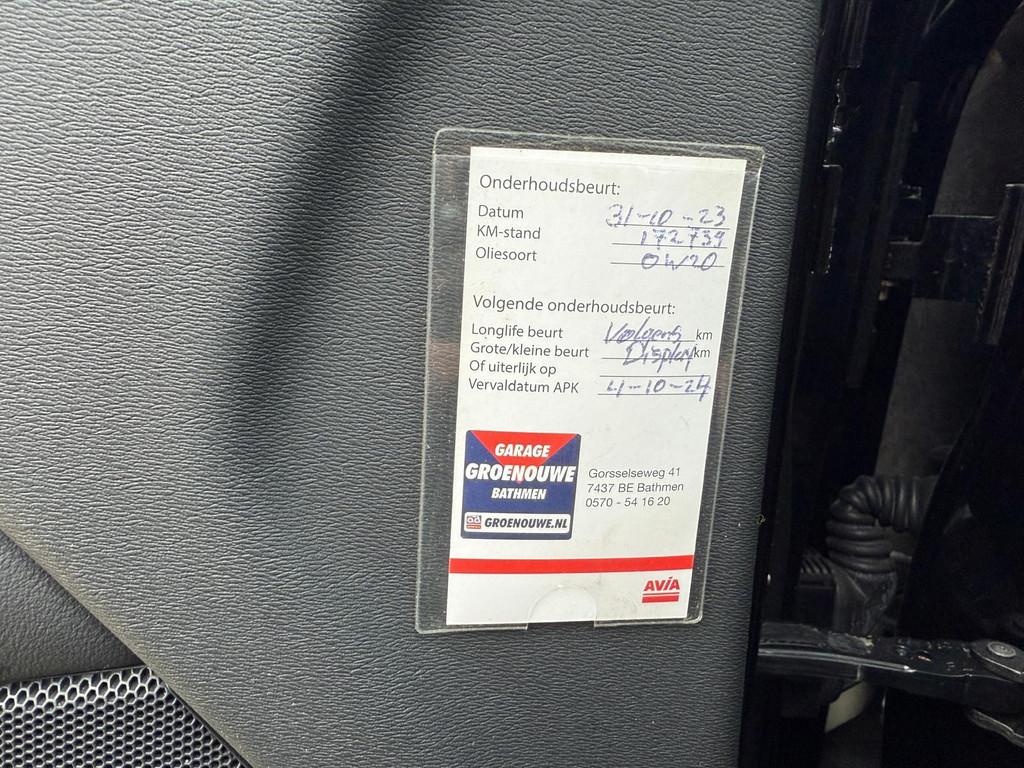 Onderhoudsbeurt:
Datum 31-10-23
KM-stand 172739
Oliesoort 0W20
Volgende onderhoudsbeurt:
Longlife beurt Volgens km
Grote/kleine beurt Display km
Of uiterlijk op
Vervaldatum APK -10-24
GARAGE
GROENOUWE
BATHMEN
GROENOUWE.NL
Gorsselseweg 41
7437 BE Bathmen
0570 - 54 16 20
AVIA